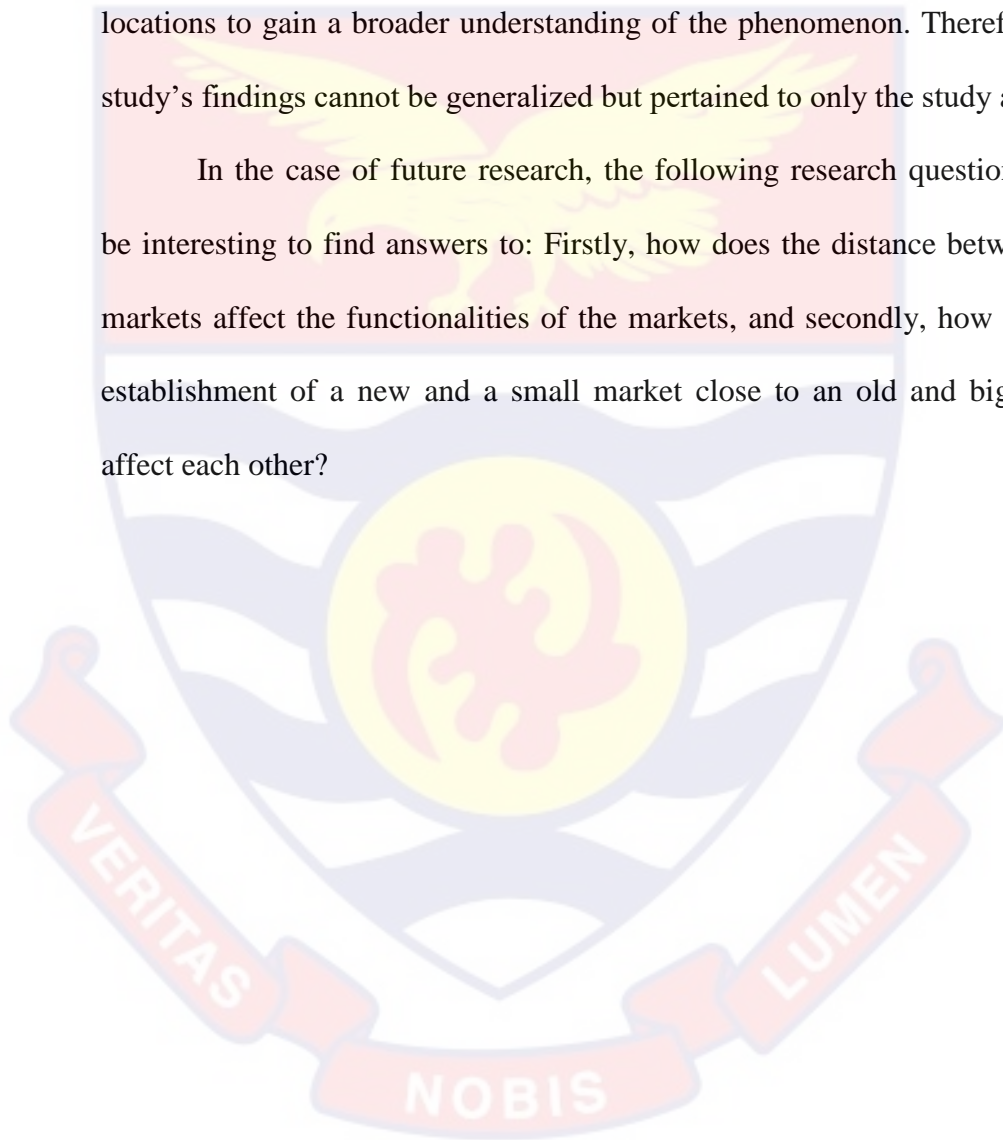 locations to gain a broader understanding of the phenomenon. Theref
study’s findings cannot be generalized but pertained to only the study a
In the case of future research, the following research question
be interesting to find answers to: Firstly, how does the distance betw
markets affect the functionalities of the markets, and secondly, how
establishment of a new and a small market close to an old and big
affect each other?
VERITAS
NOBIS
LUMEN